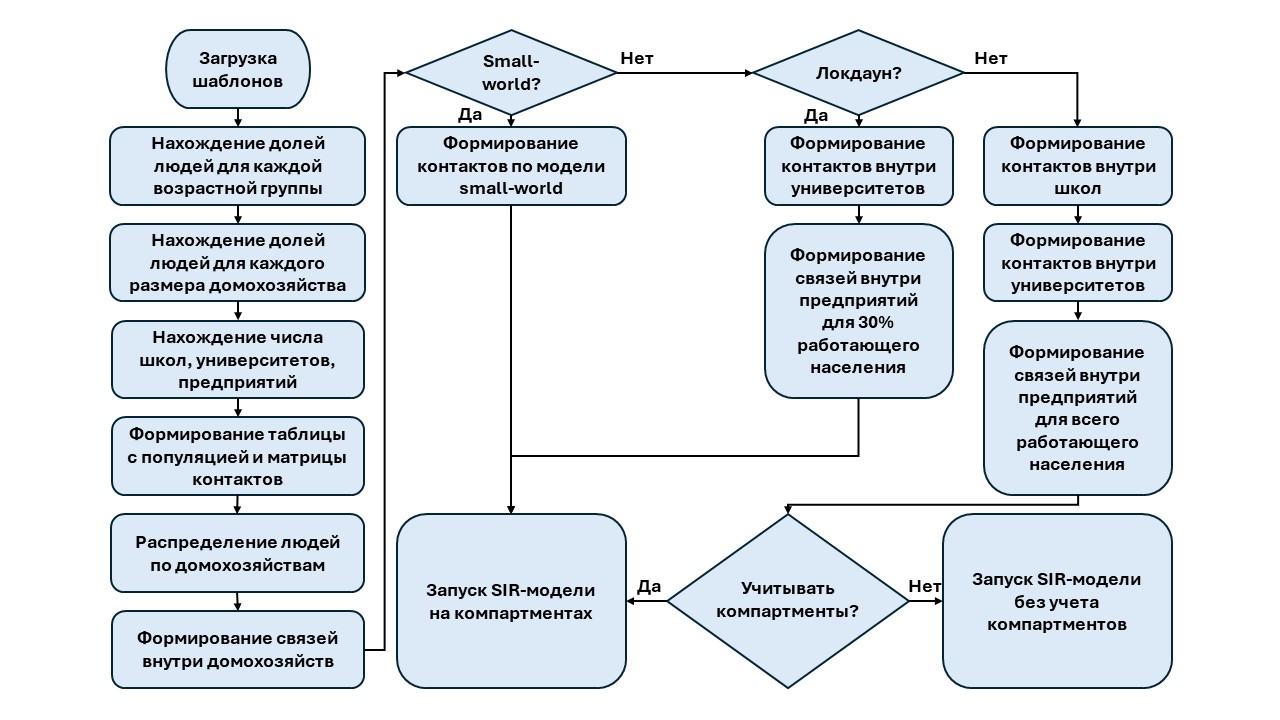 Загрузка
шаблонов
Нахождение долей
людей для каждой
возрастной группы
Нахождение долей
людей для каждого
размера домохозяйства
Нахождение числа
школ, университетов,
предприятий
Формирование таблицы
с популяцией и матрицы
контактов
Распределение людей
по домохозяйствам
Формирование связей
внутри домохозяйств
Small-
world?
Нет
Да
Формирование
контактов по модели
small-world
Локдаун?
Нет
Да
Формирование
контактов внутри
университетов
Формирование
связей внутри
предприятий
для 30%
работающего
населения
Формирование
контактов внутри
школ
Формирование
контактов внутри
университетов
Формирование
связей внутри
предприятий
для всего
работающего
населения
Учитывать
компартменты?
Да
Нет
Запуск SIR-модели
на компартментах
Запуск SIR-модели
без учета
компартментов